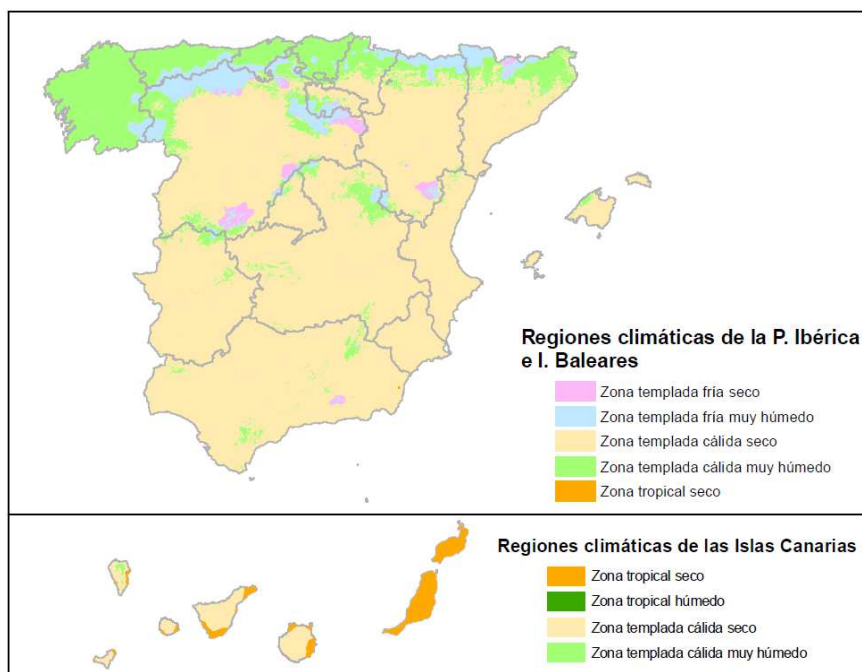 Regiones climáticas de la P. Ibérica
e I. Baleares
Zona templada fría seco
Zona templada fría muy húmedo
Zona templada cálida seco
Zona templada cálida muy húmedo
Zona tropical seco
Regiones climáticas de las Islas Canarias
Zona tropical seco
Zona tropical húmedo
Zona templada cálida seco
Zona templada cálida muy húmedo